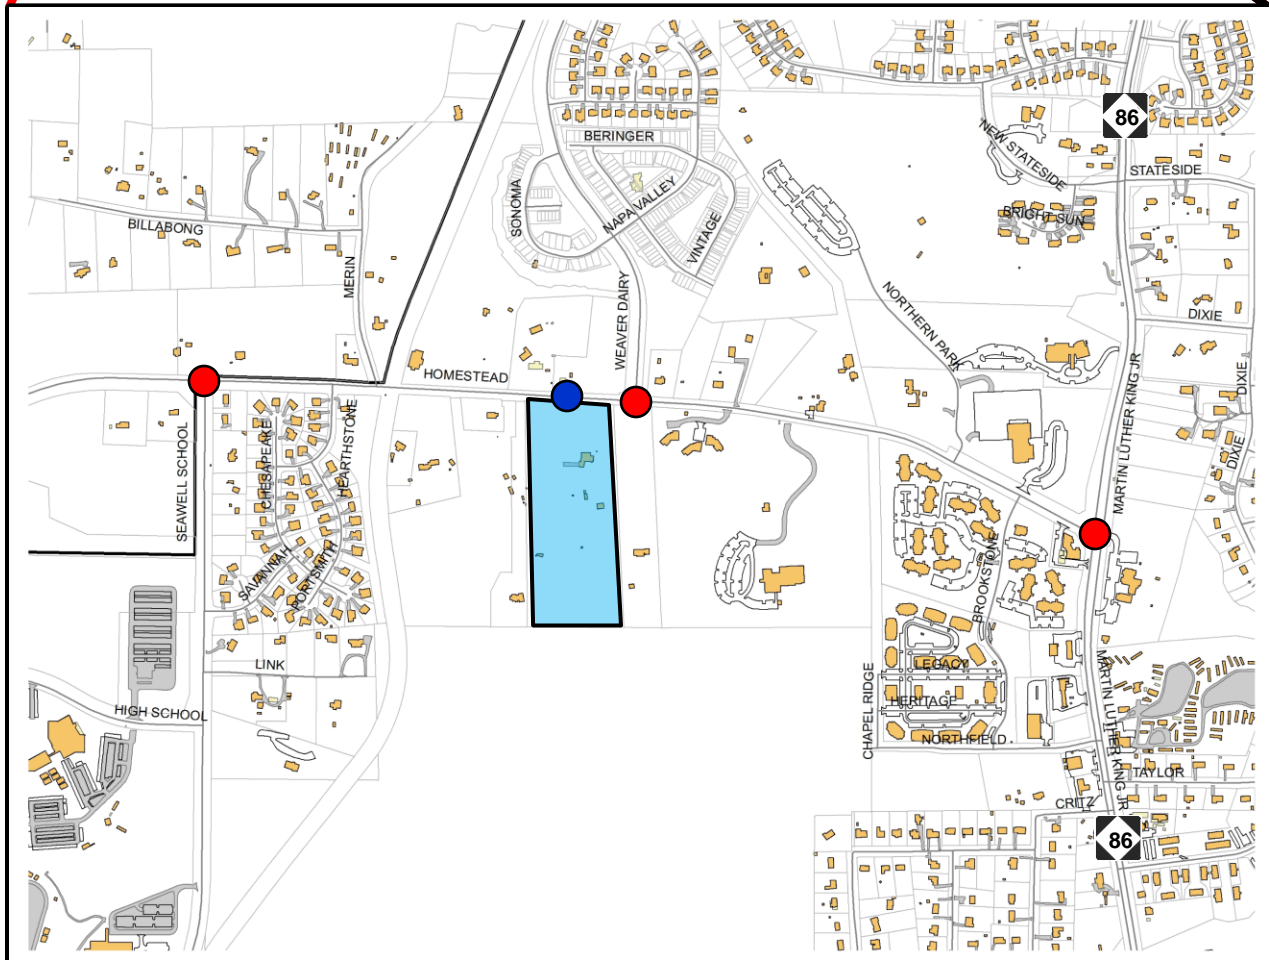 86
NEW STATESIDE
BERINGER
STATESIDE
SONOMA
NAPA VALLEY
BRIGHT SUN
BILLABONG
VINTAGE
MERIN
WEAVER DAIRY
NORTHERN PARK
DIXIE
HOMESTEAD
MARTIN LUTHER KING JR
DIXIE
SEAWELL SCHOOL
CHESAPEAKE
HEARTHSTONE
DIXIE
SAVANNAH
PORTSMITH
BROOKSTONE
LINK
LEGACY
HERITAGE
CHAPEL RIDGE
MARTIN LUTHER KING JR
HIGH SCHOOL
NORTHFIELD
TAYLOR
CRITZ
86